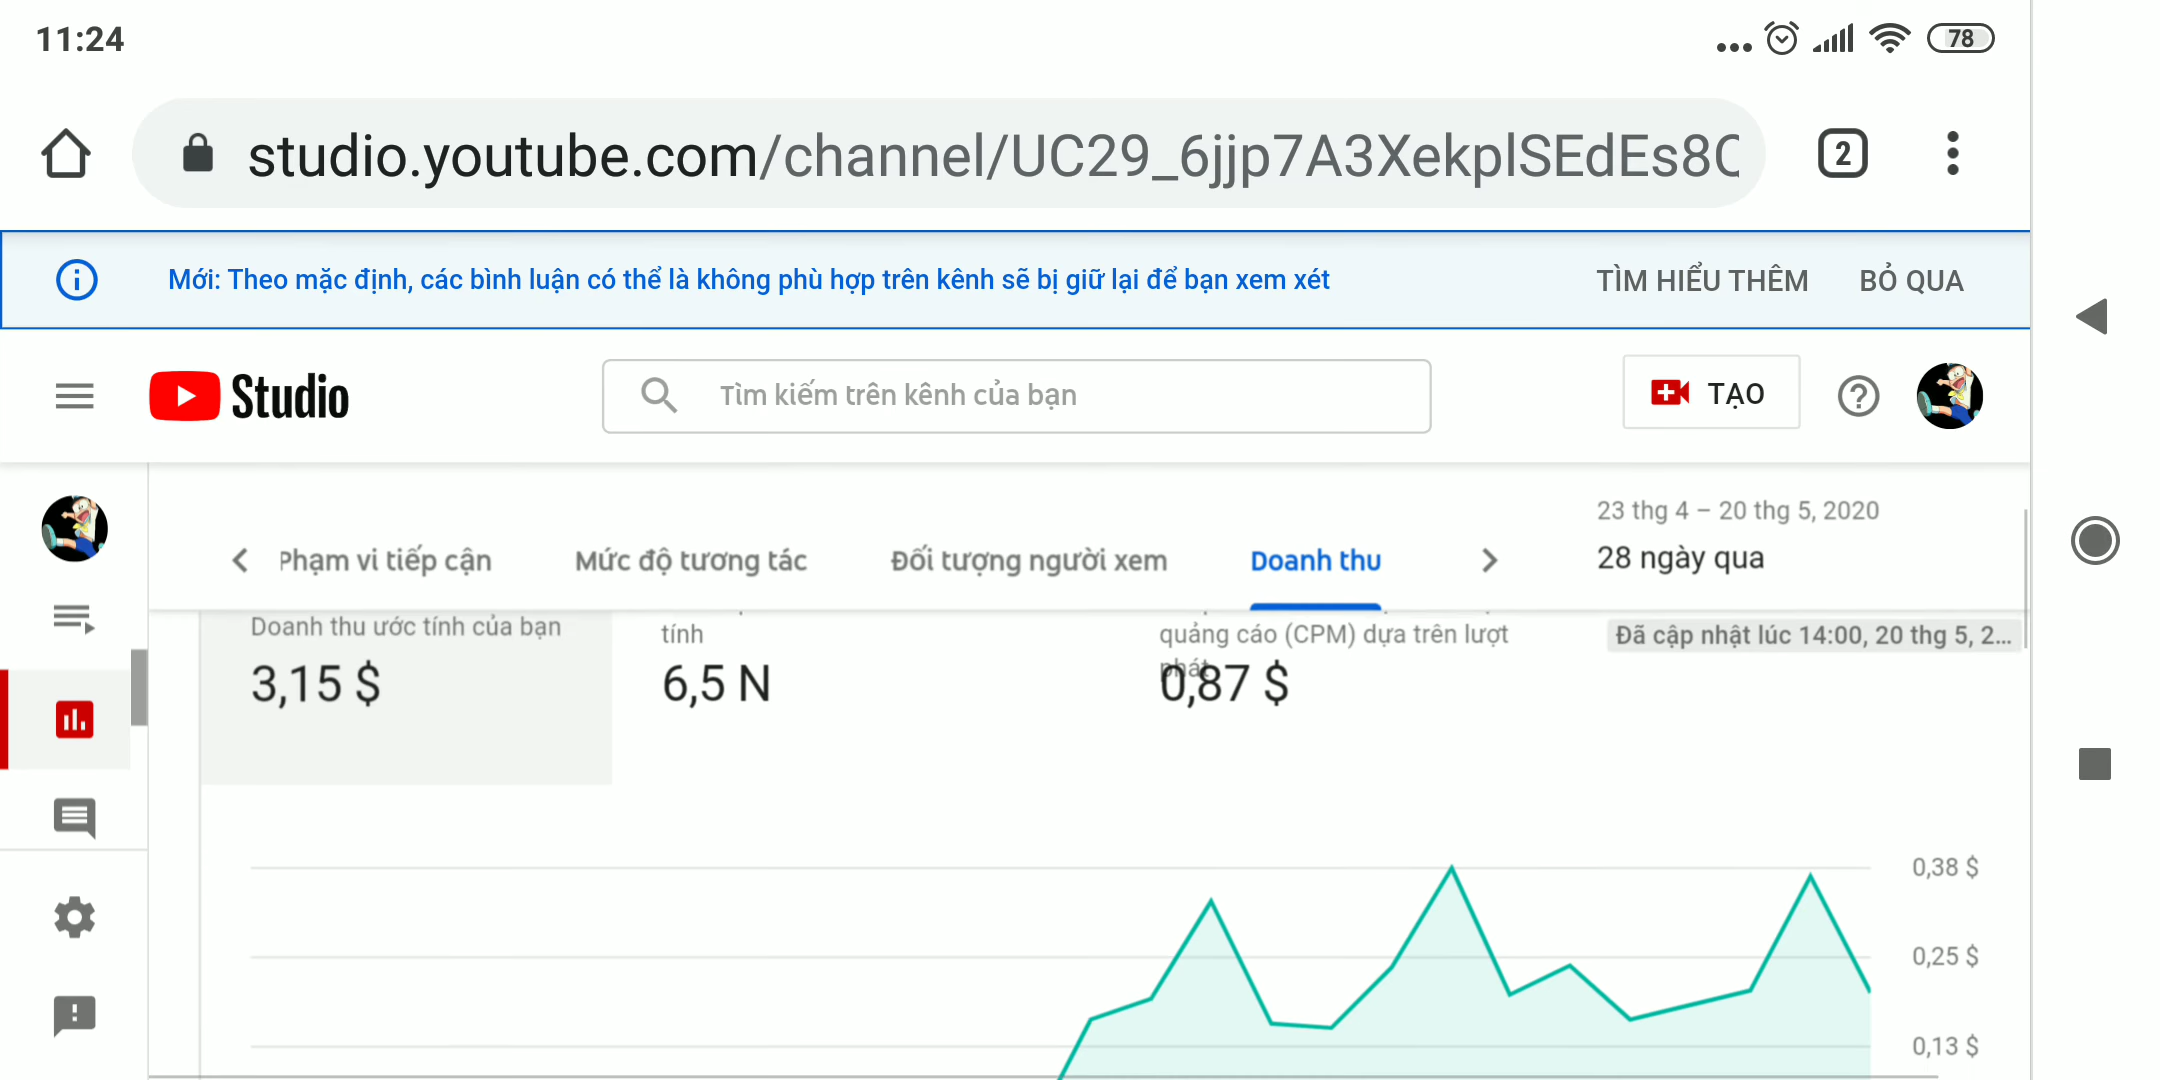 11:24
78
studio.youtube.com/channel/UC29_6jjp7A3XekplSEdEs8C
2
Mới: Theo mặc định, các bình luận có thể là không phù hợp trên kênh sẽ bị giữ lại để bạn xem xét
TÌM HIỂU THÊM
BỎ QUA
Studio
Tìm kiếm trên kênh của bạn
TẠO
Phạm vi tiếp cận
Mức độ tương tác
Đối tượng người xem
Doanh thu
23 thg 4 – 20 thg 5, 2020
28 ngày qua
Doanh thu ước tính của bạn
3,15 $
tính
6,5 N
quảng cáo (CPM) dựa trên lượt
phát
0,87 $
Đã cập nhật lúc 14:00, 20 thg 5, 2...
0,38 $
0,25 $
0,13 $